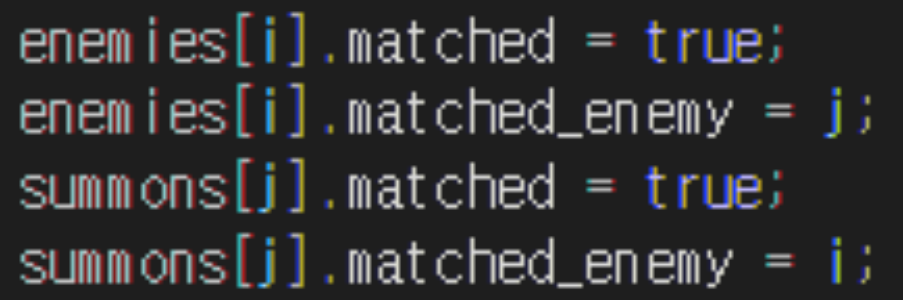 enemies[i].matched = true;
enemies[i].matched_enemy = j;
summons[j].matched = true;
summons[j].matched_enemy = i;